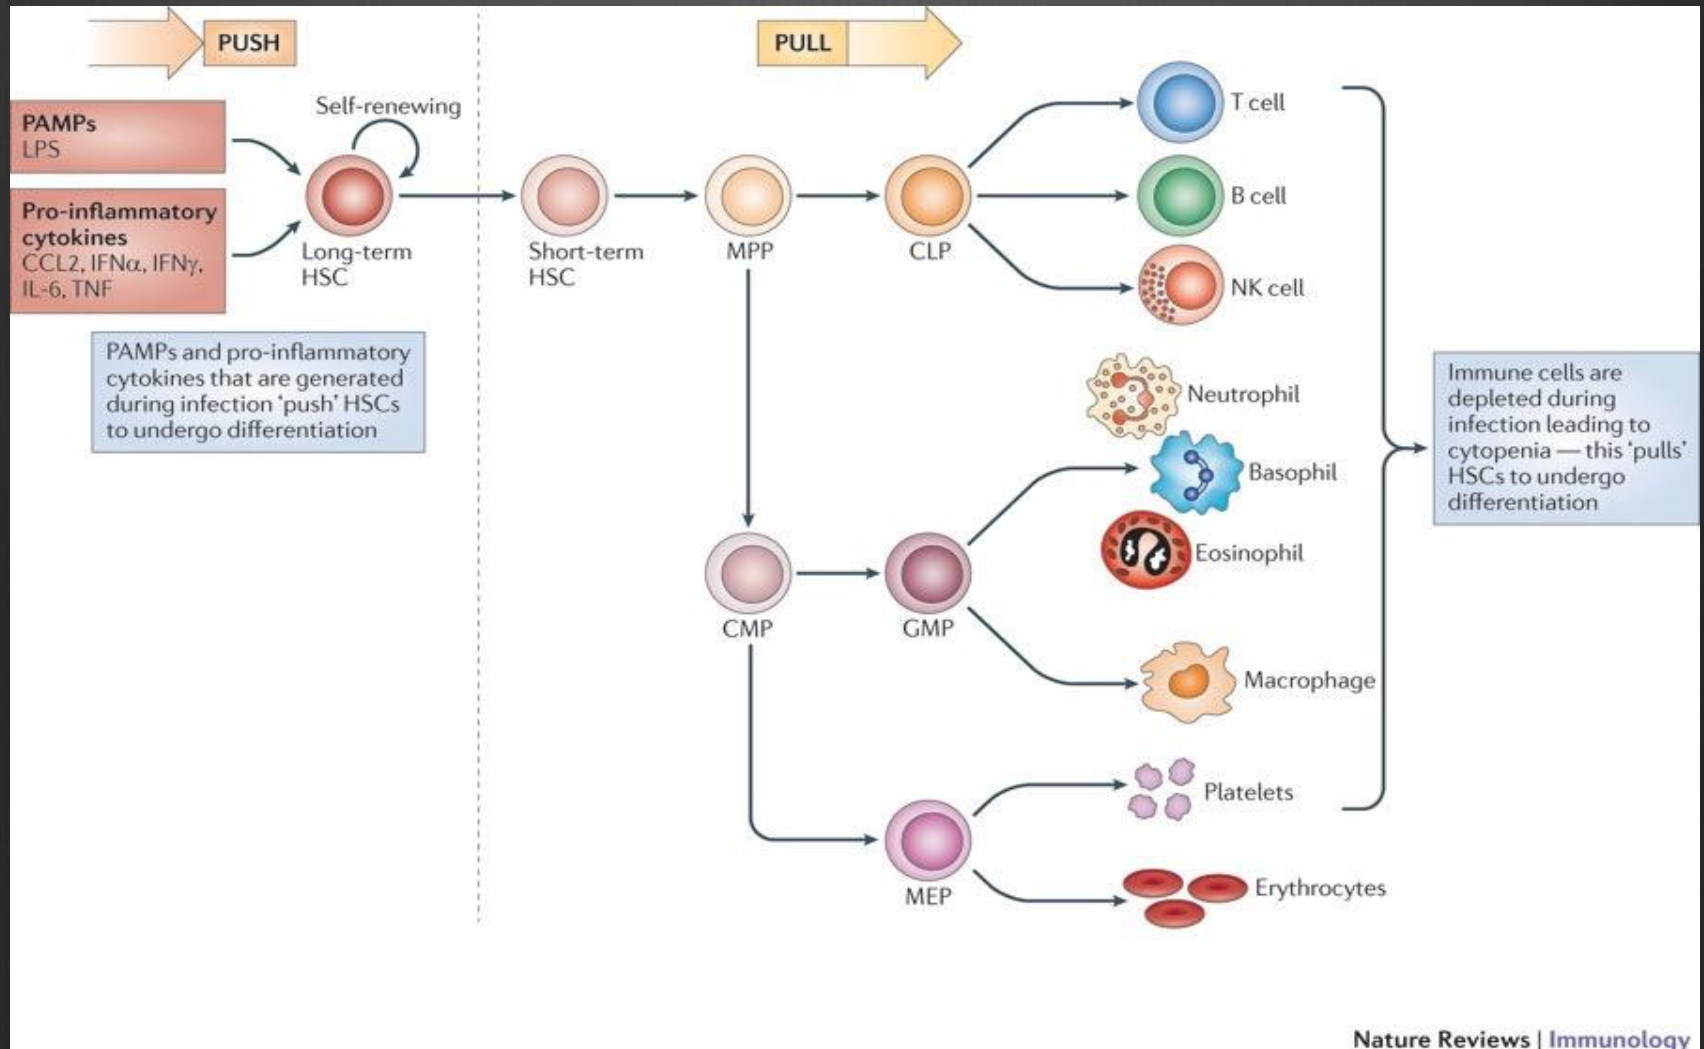 PUSH
PULL
PAMPs
LPS
Pro-inflammatory
cytokines
CCL2, IFNα, IFNγ,
IL-6, TNF
Self-renewing
Long-term
HSC
PAMPs and pro-inflammatory
cytokines that are generated
during infection ‘push’ HSCs
to undergo differentiation
Short-term
HSC
MPP
CLP
T cell
B cell
NK cell
Neutrophil
Basophil
Eosinophil
CMP
GMP
Macrophage
Platelets
MEP
Erythrocytes
Immune cells are
depleted during
infection leading to
cytopenia — this ‘pulls’
HSCs to undergo
differentiation
Nature Reviews | Immunology